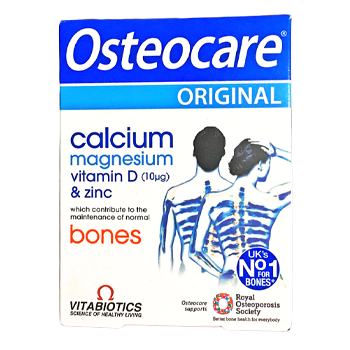 Osteocare®
ORIGINAL
calcium
magnesium
vitamin D (10µg)
& zinc
which contribute to the
maintenance of normal
bones
UK's
No1
FOR
BONES*
VITABIOTICS
SCIENCE OF HEALTHY LIVING
Osteocare
supports
Royal
Osteoporosis
Society
Better bone health for everybody